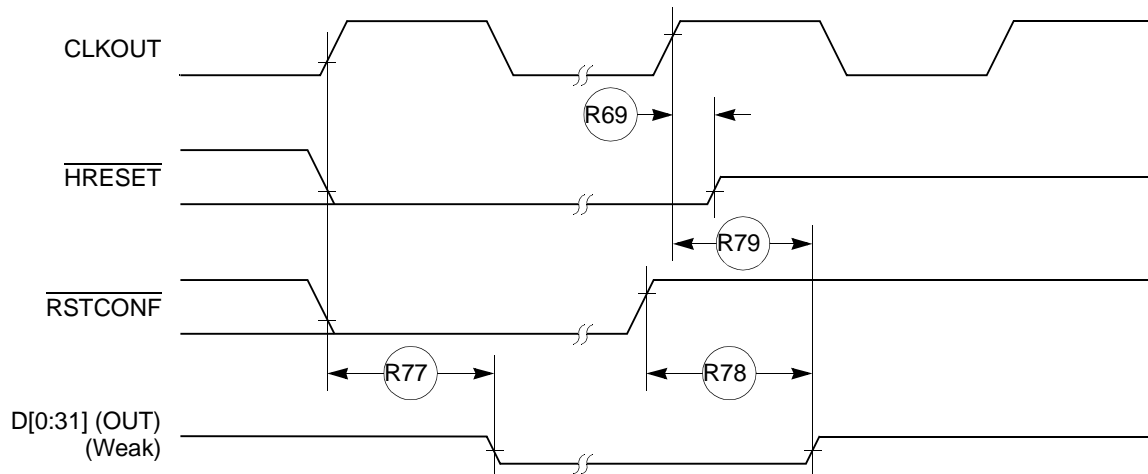 CLKOUT
R69
HRESET
R79
RSTCONF
R77
R78
D[0:31] (OUT)
(Weak)